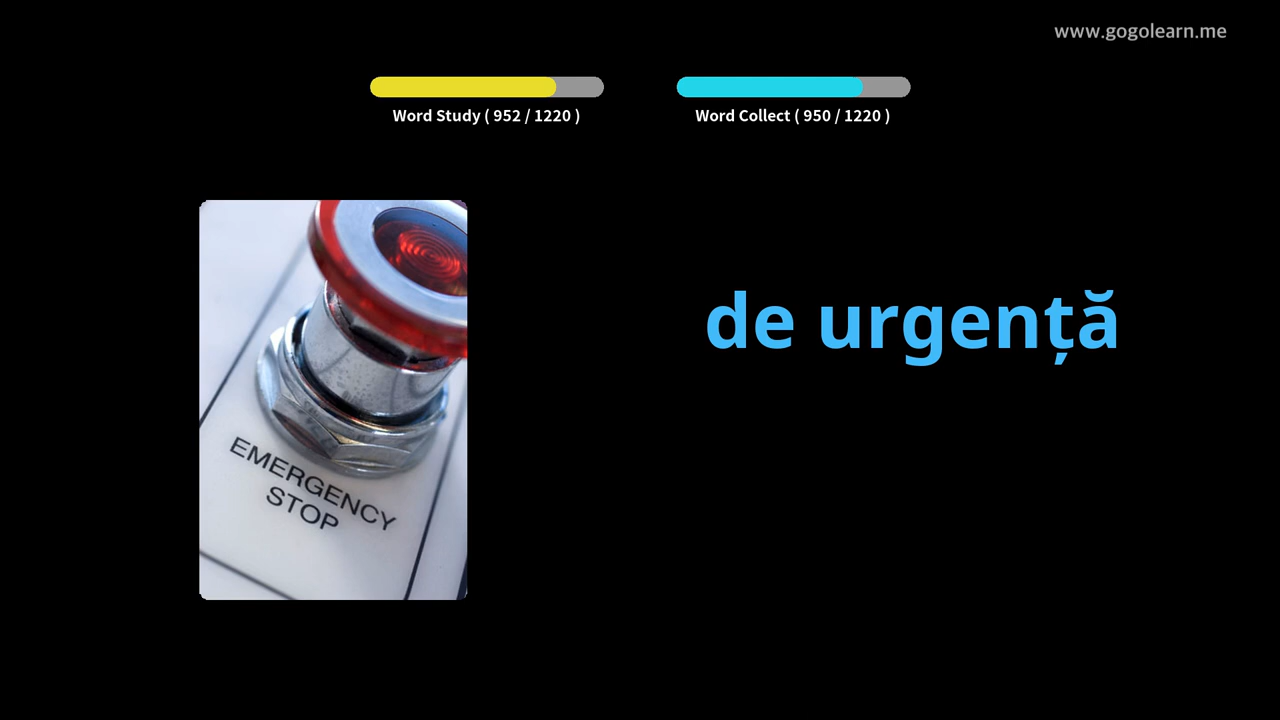 www.gogolearn.me
Word Study ( 952 / 1220 )
Word Collect ( 950 / 1220 )
de urgență
EMERGENCY
STOP